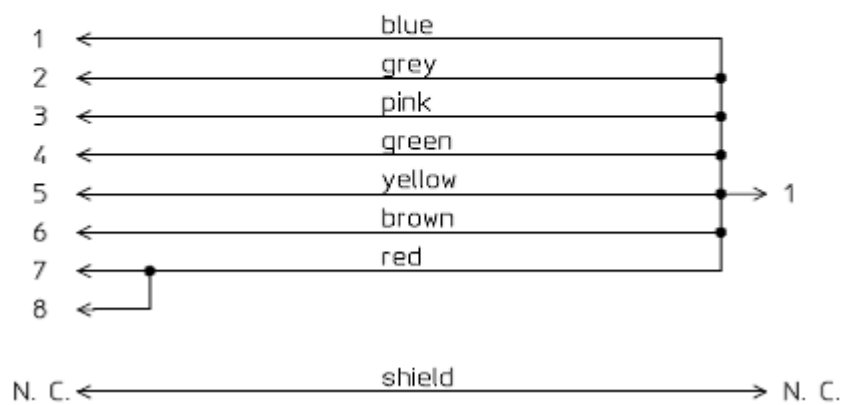 blue
1
grey
2
pink
3
green
4
yellow
5 1
brown
6
red
7
8
shield
N. C. N. C.